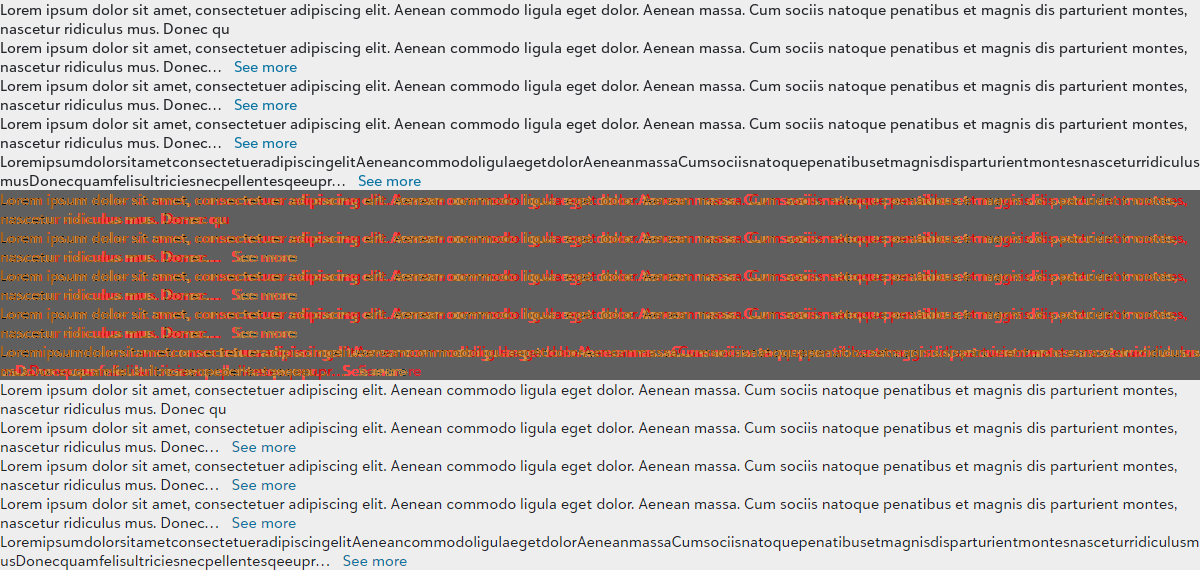 Lorem ipsum dolor sit amet, consectetuer adipiscing elit. Aenean commodo ligula eget dolor. Aenean massa. Cum sociis natoque penatibus et magnis dis parturient montes,
nascetur ridiculus mus. Donec qu
Lorem ipsum dolor sit amet, consectetuer adipiscing elit. Aenean commodo ligula eget dolor. Aenean massa. Cum sociis natoque penatibus et magnis dis parturient montes,
nascetur ridiculus mus. Donec… See more
Lorem ipsum dolor sit amet, consectetuer adipiscing elit. Aenean commodo ligula eget dolor. Aenean massa. Cum sociis natoque penatibus et magnis dis parturient montes,
nascetur ridiculus mus. Donec… See more
Lorem ipsum dolor sit amet, consectetuer adipiscing elit. Aenean commodo ligula eget dolor. Aenean massa. Cum sociis natoque penatibus et magnis dis parturient montes,
nascetur ridiculus mus. Donec… See more
LoremipsumdolorsitametconsectetueradipiscingelitAeneancommodoligulaegetdolorAeneanmassaCumsociisnatoquepenatibusetmagnisdisparturientmontesnasceturridiculus
musDonecquamfelisultriciesnecpellentesqeeupr… See more
Lorem ipsum dolor sit amet, consectetuer adipiscing elit. Aenean commodo ligula eget dolor. Aenean massa. Cum sociis natoque penatibus et magnis dis parturient montes,
nascetur ridiculus mus. Donec qu
Lorem ipsum dolor sit amet, consectetuer adipiscing elit. Aenean commodo ligula eget dolor. Aenean massa. Cum sociis natoque penatibus et magnis dis parturient montes,
nascetur ridiculus mus. Donec… See more
Lorem ipsum dolor sit amet, consectetuer adipiscing elit. Aenean commodo ligula eget dolor. Aenean massa. Cum sociis natoque penatibus et magnis dis parturient montes,
nascetur ridiculus mus. Donec… See more
Lorem ipsum dolor sit amet, consectetuer adipiscing elit. Aenean commodo ligula eget dolor. Aenean massa. Cum sociis natoque penatibus et magnis dis parturient montes,
nascetur ridiculus mus. Donec… See more
See more
Lorem ipsum dolor sit amet, consectetuer adipiscing elit. Aenean commodo ligula eget dolor. Aenean massa. Cum sociis natoque penatibus et magnis dis parturient montes,
nascetur ridiculus mus. Donec qu
Lorem ipsum dolor sit amet, consectetuer adipiscing elit. Aenean commodo ligula eget dolor. Aenean massa. Cum sociis natoque penatibus et magnis dis parturient montes,
nascetur ridiculus mus. Donec… See more
Lorem ipsum dolor sit amet, consectetuer adipiscing elit. Aenean commodo ligula eget dolor. Aenean massa. Cum sociis natoque penatibus et magnis dis parturient montes,
nascetur ridiculus mus. Donec… See more
Lorem ipsum dolor sit amet, consectetuer adipiscing elit. Aenean commodo ligula eget dolor. Aenean massa. Cum sociis natoque penatibus et magnis dis parturient montes,
nascetur ridiculus mus. Donec… See more
LoremipsumdolorsitametconsectetueradipiscingelitAeneancommodoligulaegetdolorAeneanmassaCumsociisnatoquepenatibusetmagnisdisparturientmontesnasceturridiculusm
usDonecquamfelisultriciesnecpellentesqeeupr… See more